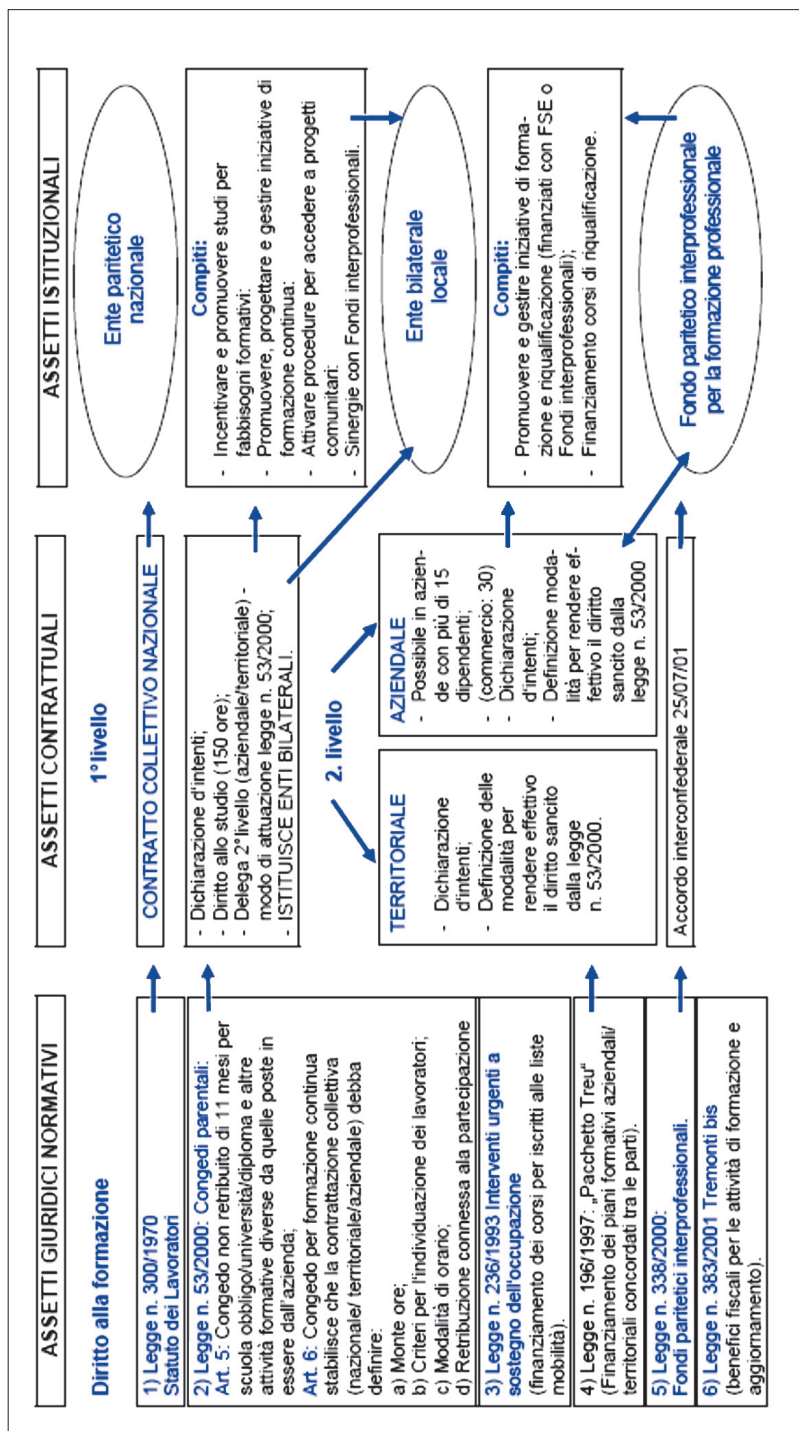 ASSETTI GIURIDICI NORMATIVI
Diritto alla formazione
1) Legge n. 300/1970
Statuto dei Lavoratori
2) Legge n. 53/2000: Congedi parentali:
Art. 5: Congedo non retribuito di 11 mesi per
scuola obbligo/università/diploma e altre
attività formative diverse da quelle poste in
essere dall'azienda;
Art. 6: Congedo per formazione continua
stabilisce che la contrattazione collettiva
(nazionale/ territoriale/aziendale) debba
definire:
a) Monte ore;
b) Criteri per l'individuazione dei lavoratori;
c) Modalità di orario;
d) Retribuzione connessa ala partecipazione
3) Legge n. 236/1993 Interventi urgenti a
sostegno dell'occupazione
(finanziamento dei corsi per iscritti alle liste
mobilità).
4) Legge n. 196/1997: „Pacchetto Treu“
(Finanziamento dei piani formativi aziendali/
territoriali concordati tra le parti).
5) Legge n. 338/2000:
Fondi paritetici interprofessionali.
6) Legge n. 383/2001 Tremonti bis
(benefici fiscali per le attività di formazione e
aggiornamento).
ASSETTI CONTRATTUALI
1° livello
CONTRATTO COLLETTIVO NAZIONALE
- Dichiarazione d'intenti;
- Diritto allo studio (150 ore);
- Delega 2° livello (aziendale/territoriale) -
modo di attuazione legge n. 53/2000;
- ISTITUISCE ENTI BILATERALI.
2. livello
TERRITORIALE
- Dichiarazione
d'intenti;
- Definizione delle
modalità per
rendere effettivo
il diritto sancito
dalla legge
n. 53/2000.
AZIENDALE
- Possibile in azien-
de con più di 15
dipendenti;
- (commercio: 30)
- Dichiarazione
d'intenti;
- Definizione moda-
lità per rendere ef-
fettivo il diritto
sancito dalla
legge n. 53/2000
Accordo interconfederale 25/07/01
ASSETTI ISTITUZIONALI
Ente paritetico
nazionale
Compiti:
- Incentivare e promuovere studi per
fabbisogni formativi:
- Promuovere, progettare e gestire iniziative di
formazione continua:
- Attivare procedure per accedere a progetti
comunitari:
- Sinergie con Fondi interprofessionali.
Ente bilaterale
locale
Compiti:
- Promuovere e gestire iniziative di forma-
zione e riqualificazione (finanziati con FSE o
Fondi interprofessionali);
- Finanziamento corsi di riqualificazione.
Fondo paritetico interprofessionale
per la formazione professionale